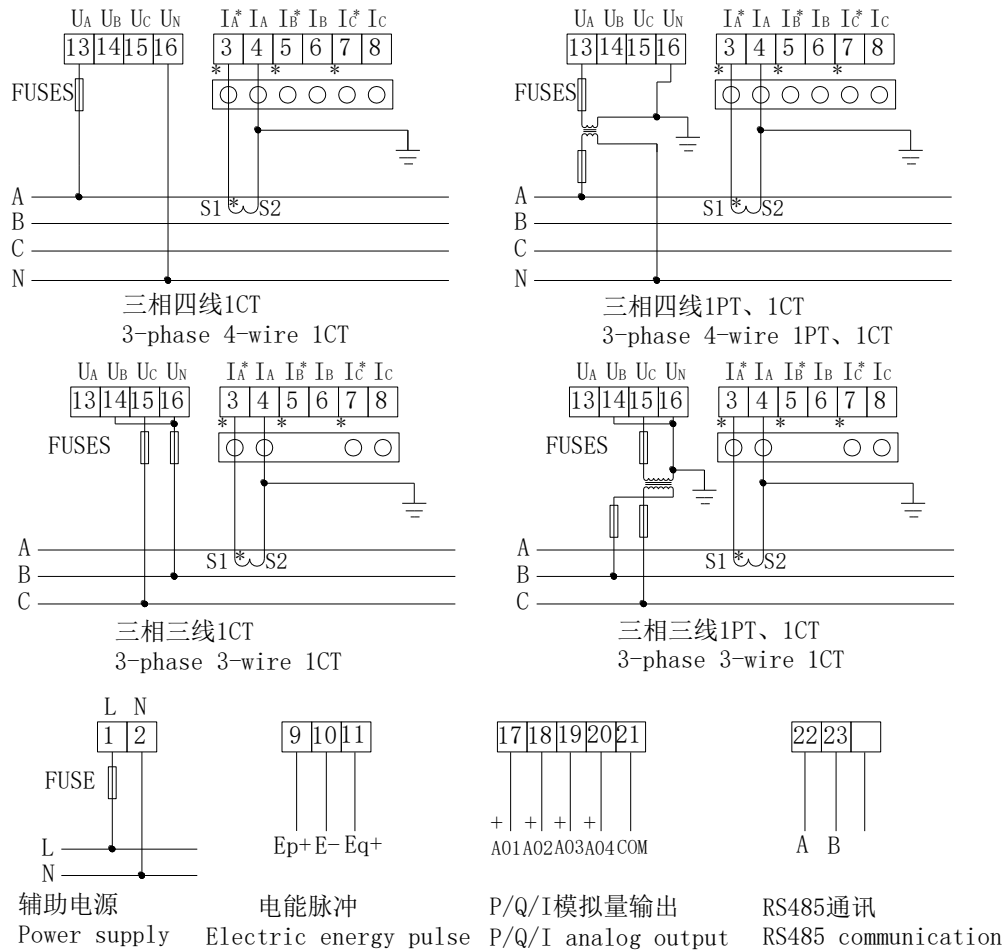 UA UB UC UN IA* IA IB* IB IC* IC
13 14 15 16 3 4 5 6 7 8
* * *
FUSES
A
S1 * S2
B
C
N
三相四线1CT
3-phase 4-wire 1CT
UA UB UC UN IA* IA IB* IB IC* IC
13 14 15 16 3 4 5 6 7 8
* * *
FUSES
A
S1 * S2
B
C
N
三相四线1PT、1CT
3-phase 4-wire 1PT、1CT
UA UB UC UN IA* IA IB* IB IC* IC
13 14 15 16 3 4 5 6 7 8
* * *
FUSES
A
S1 * S2
B
C
三相三线1CT
3-phase 3-wire 1CT
UA UB UC UN IA* IA IB* IB IC* IC
13 14 15 16 3 4 5 6 7 8
* * *
FUSES
A
S1 * S2
B
C
三相三线1PT、1CT
3-phase 3-wire 1CT
L N
1 2
FUSE
L
N
辅助电源
Power supply
9 10 11
Ep+ E- Eq+
电能脉冲
Electric energy pulse
17 18 19 20 21
+ + + +
A01 A02 A03 A04 COM
P/Q/I模拟量输出
P/Q/I analog output
22 23
A B
RS485通讯
RS485 communication